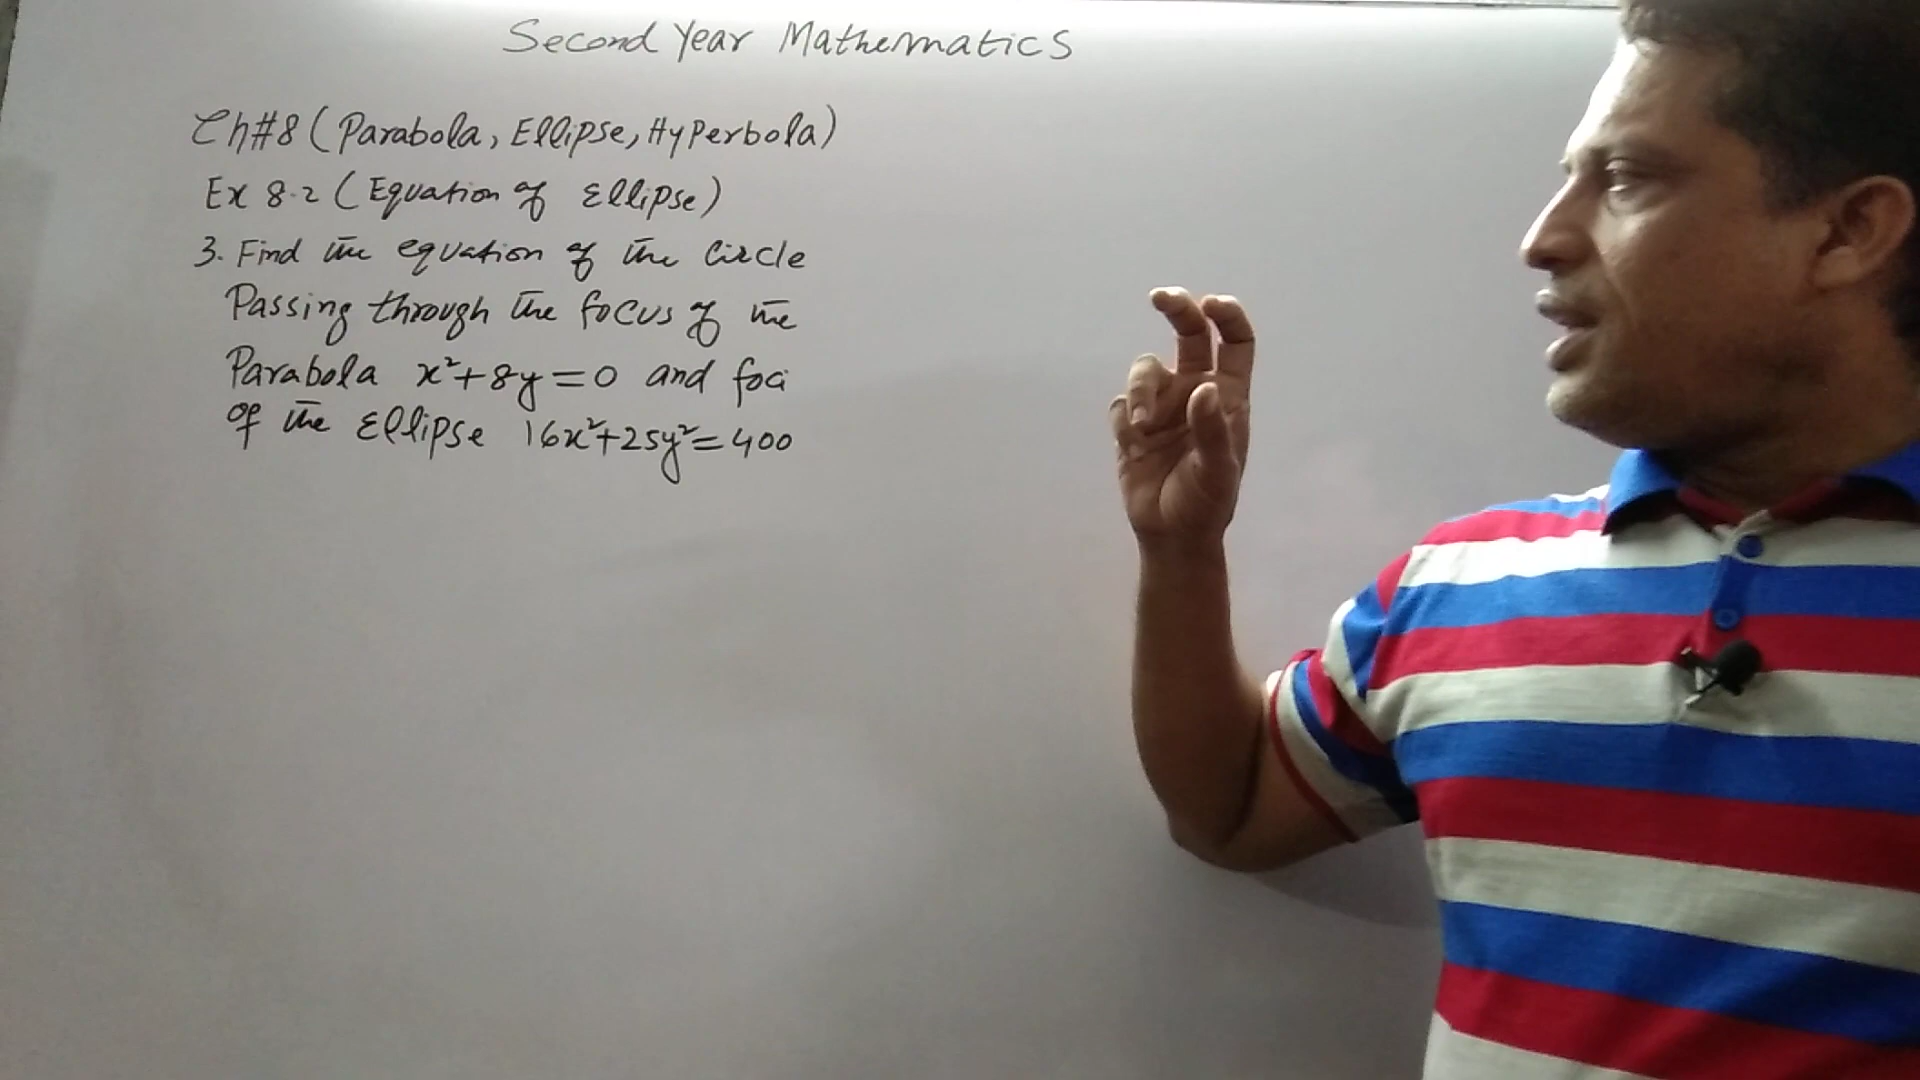 Second Year Mathematics
Ch#8 (Parabola, Ellipse, Hyperbola)
Ex 8.2 (Equation of Ellipse)
3. Find the equation of the Circle
Passing through the focus of the
Parabola x²+8y=0 and foci
of the Ellipse 16x²+25y²=400